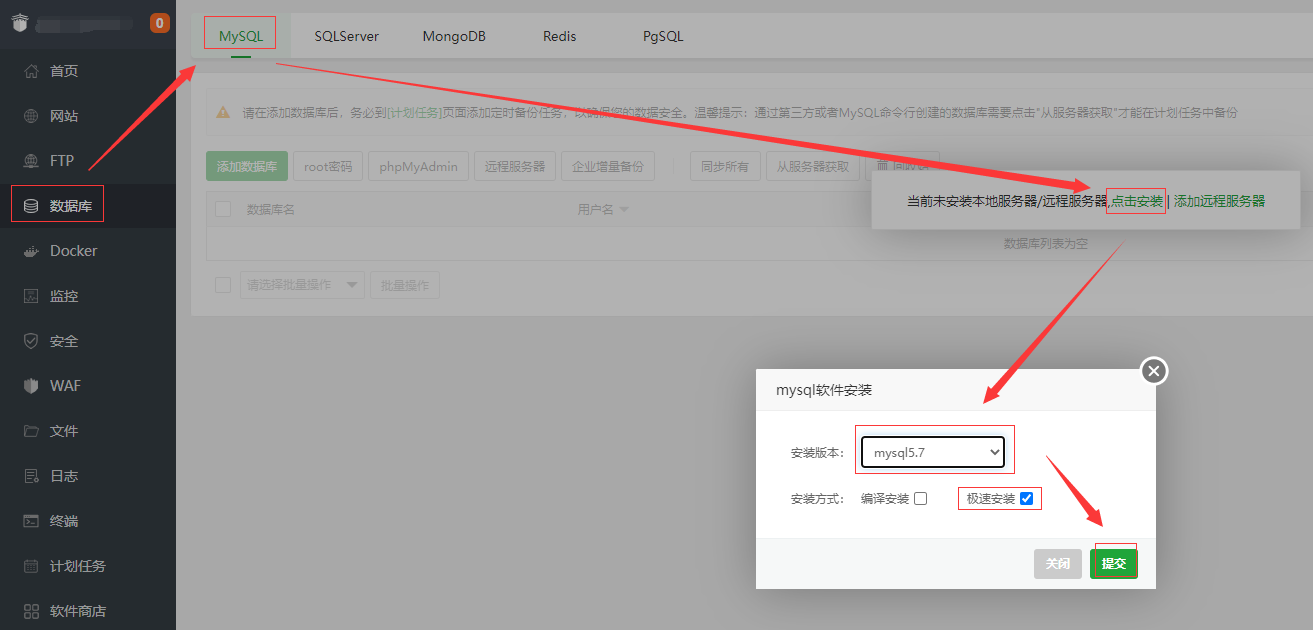 0
首页
网站
FTP
数据库
Docker
监控
安全
WAF
文件
日志
终端
计划任务
软件商店
MySQL SQLServer MongoDB Redis PgSQL
请在添加数据库后，务必到[计划任务]页面添加定时备份任务，以确保您的数据安全。温馨提示：通过第三方或者MySQL命令行创建的数据库需要点击"从服务器获取"才能在计划任务中备份
添加数据库 root密码 phpMyAdmin 远程服务器 企业增量备份 同步所有 从服务器获取
当前未安装本地服务器/远程服务器,点击安装 | 添加远程服务器
数据库名 用户名
数据库列表为空
请选择批量操作 批量操作
mysql软件安装
安装版本： mysql5.7
安装方式： 编译安装 极速安装
关闭 提交